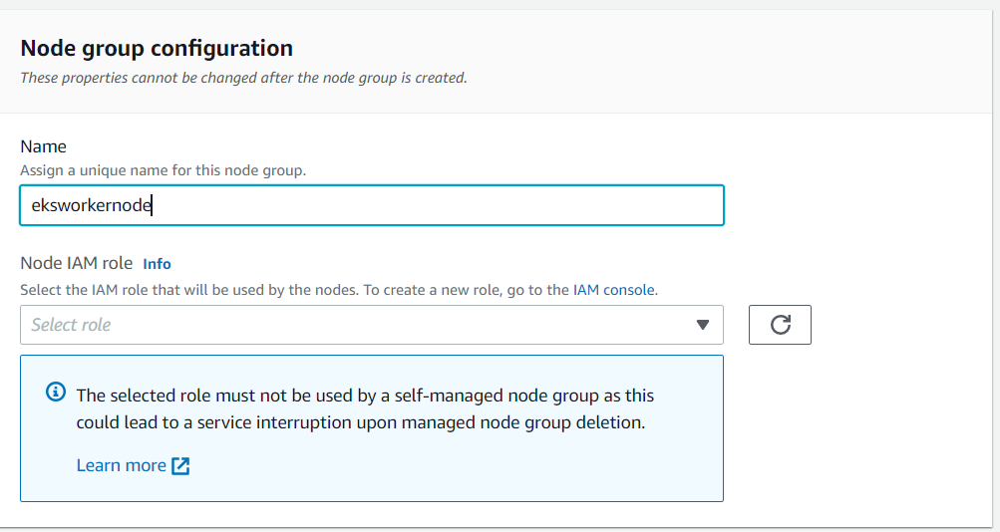 Node group configuration
These properties cannot be changed after the node group is created.
Name
Assign a unique name for this node group.
eksworkernode
Node IAM role Info
Select the IAM role that will be used by the nodes. To create a new role, go to the IAM console.
Select role
The selected role must not be used by a self-managed node group as this
could lead to a service interruption upon managed node group deletion.
Learn more